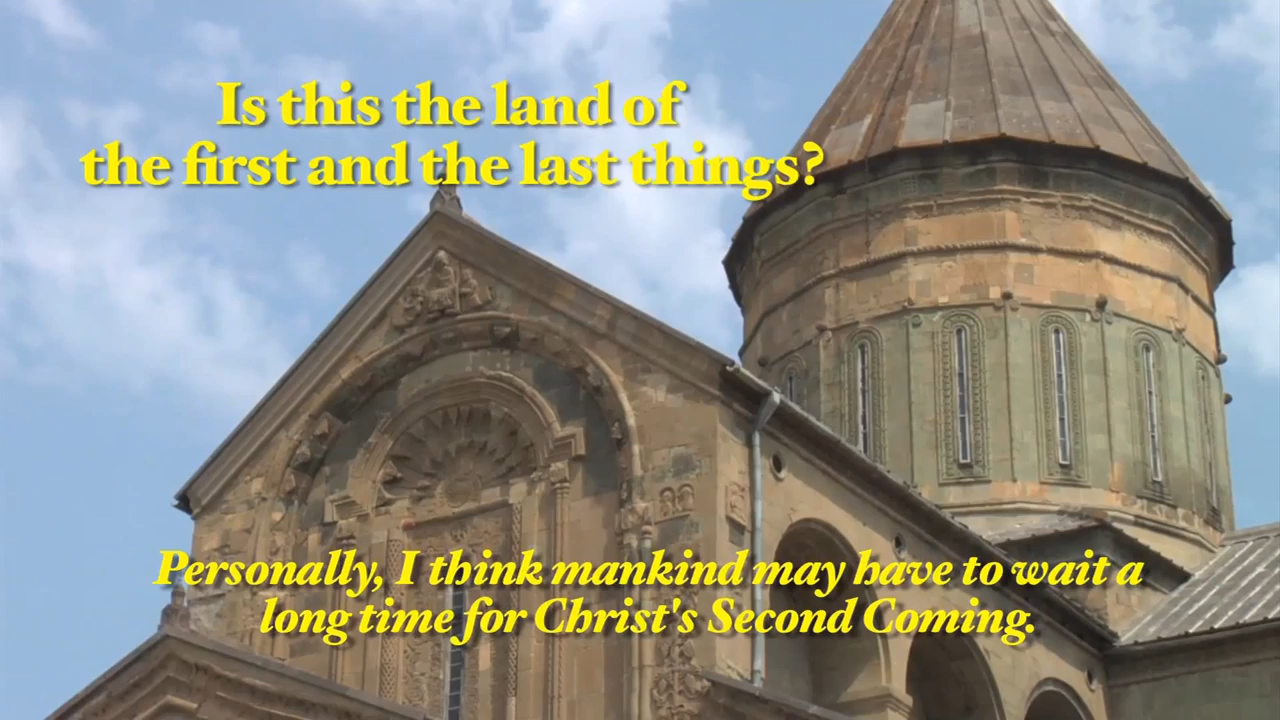 Is this the land of
the first and the last things?
Personally, I think mankind may have to wait a
long time for Christ's Second Coming.